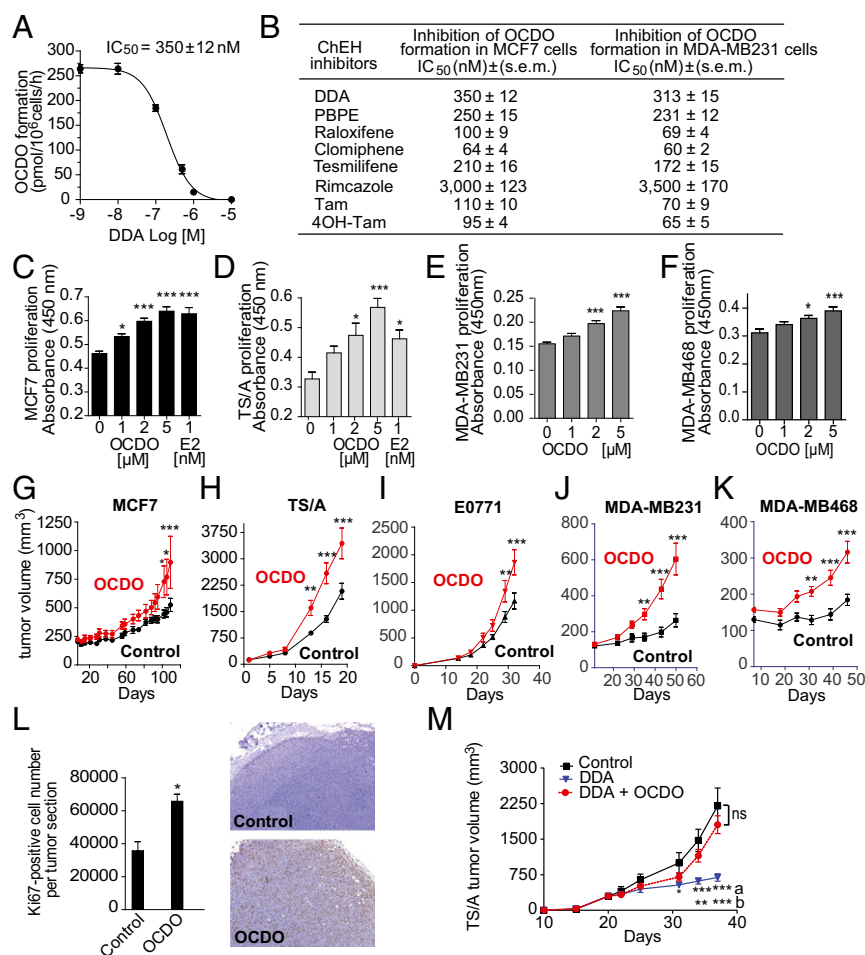 A
IC50 = 350±12 nM
OCDO formation
(pmol/10⁶cells/h)
300
250
200
150
100
50
0
-9 -8 -7 -6 -5
DDA Log [M]
B
ChEH inhibitors
Inhibition of OCDO formation in MCF7 cells IC50(nM)±(s.e.m.)
Inhibition of OCDO formation in MDA-MB231 cells IC50(nM)±(s.e.m.)
DDA 350 ± 12 313 ± 15
PBPE 250 ± 15 231 ± 12
Raloxifene 100 ± 9 69 ± 4
Clomiphene 64 ± 4 60 ± 2
Tesmilifene 210 ± 16 172 ± 15
Rimcazole 3,000 ± 123 3,500 ± 170
Tam 110 ± 10 70 ± 9
4OH-Tam 95 ± 4 65 ± 5
C
MCF7 proliferation
Absorbance (450 nm)
0.7
0.6
0.5
0.4
0.3
0.2
* *** *** ***
0 1 2 5 1
OCDO E2
[µM] [nM]
D
TS/A proliferation
Absorbance (450 nm)
0.6
0.5
0.4
0.3
0.2
* *** *
0 1 2 5 1
OCDO E2
[µM] [nM]
E
MDA-MB231 proliferation
Absorbance (450nm)
0.25
0.20
0.15
0.10
0.05
0.00
*** ***
0 1 2 5
OCDO [µM]
F
MDA-MB468 proliferation
Absorbance (450nm)
0.4
0.3
0.2
0.1
0.0
* ***
0 1 2 5
OCDO [µM]
G
MCF7
tumor volume (mm³)
1500
1250
1000
750
500
250
0
***
* *
OCDO
Control
20 60 100
Days
H
TS/A
3750
3000
2250
1500
750
0
** *** ***
OCDO
Control
0 5 10 15 20
Days
I
E0771
2500
2000
1500
1000
500
0
** ***
OCDO
Control
0 10 20 30 40
Days
J
MDA-MB231
800
600
400
200
0
** *** ***
OCDO
Control
20 30 40 50 60
Days
K
MDA-MB468
400
300
200
100
0
** *** ***
OCDO
Control
10 20 30 40 50
Days
L
Ki67-positive cell number
per tumor section
80000
60000
40000
20000
0
*
Control OCDO
Control
OCDO
M
TS/A tumor volume (mm³)
3000
2250
1500
750
0
Control
DDA
DDA + OCDO
ns
* *** *** a
** *** b
10 20 30 40
Days